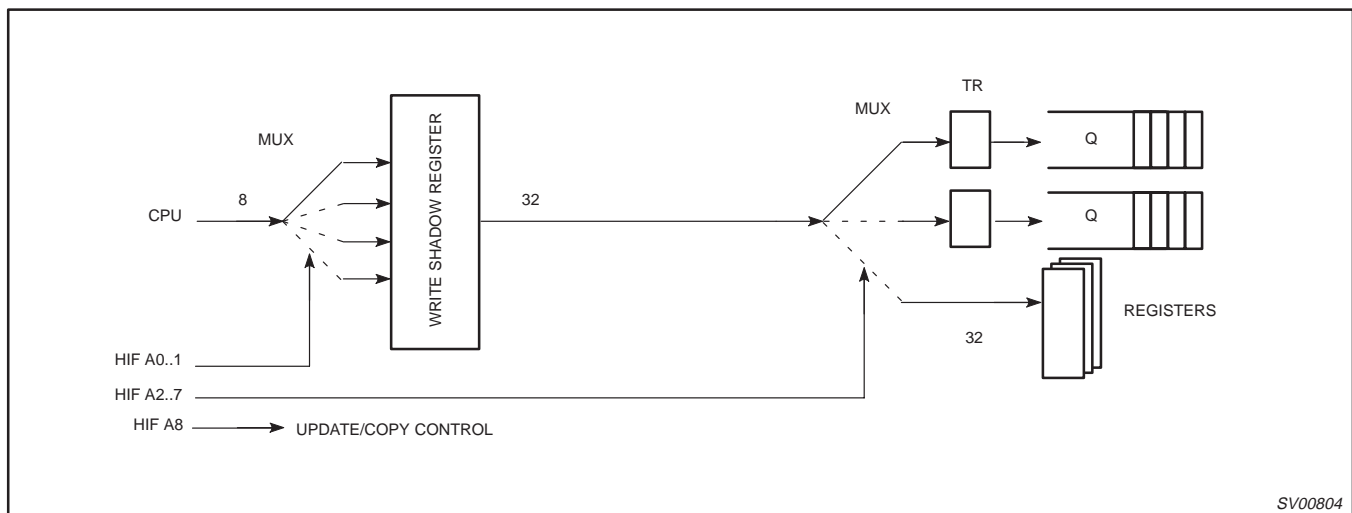 TR
MUX
MUX
Q
WRITE SHADOW REGISTER
8
32
CPU
Q
REGISTERS
32
HIF A0..1
HIF A2..7
HIF A8
UPDATE/COPY CONTROL
SV00804